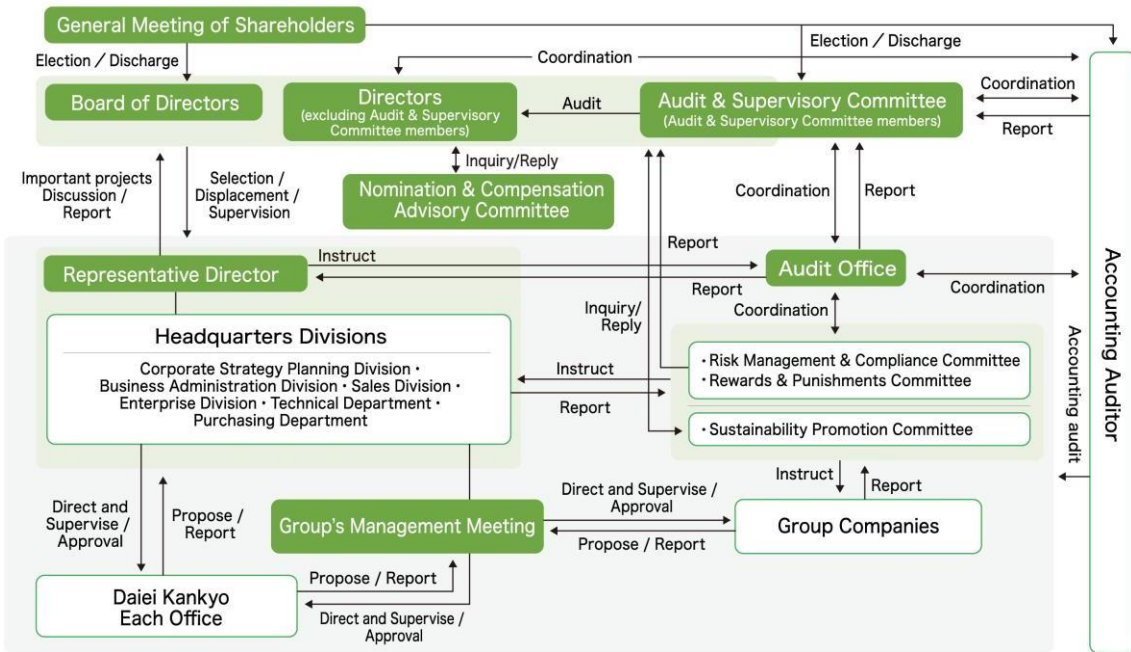 General Meeting of Shareholders
Election / Discharge
Election / Discharge
Coordination
Board of Directors
Directors
(excluding Audit & Supervisory
Committee members)
Audit
Audit & Supervisory Committee
(Audit & Supervisory Committee members)
Coordination
Report
Inquiry/Reply
Important projects
Discussion /
Report
Selection /
Displacement /
Supervision
Nomination & Compensation
Advisory Committee
Coordination
Report
Report
Representative Director
Instruct
Report
Audit Office
Coordination
Accounting Auditor
Inquiry/
Reply
Coordination
Headquarters Divisions
Corporate Strategy Planning Division・
Business Administration Division・Sales Division・
Enterprise Division・Technical Department・
Purchasing Department
Instruct
Report
・Risk Management & Compliance Committee
・Rewards & Punishments Committee
・Sustainability Promotion Committee
Accounting audit
Instruct
Report
Direct and
Supervise /
Approval
Propose /
Report
Group's Management Meeting
Direct and Supervise /
Approval
Propose / Report
Group Companies
Daiei Kankyo
Each Office
Propose / Report
Direct and Supervise /
Approval